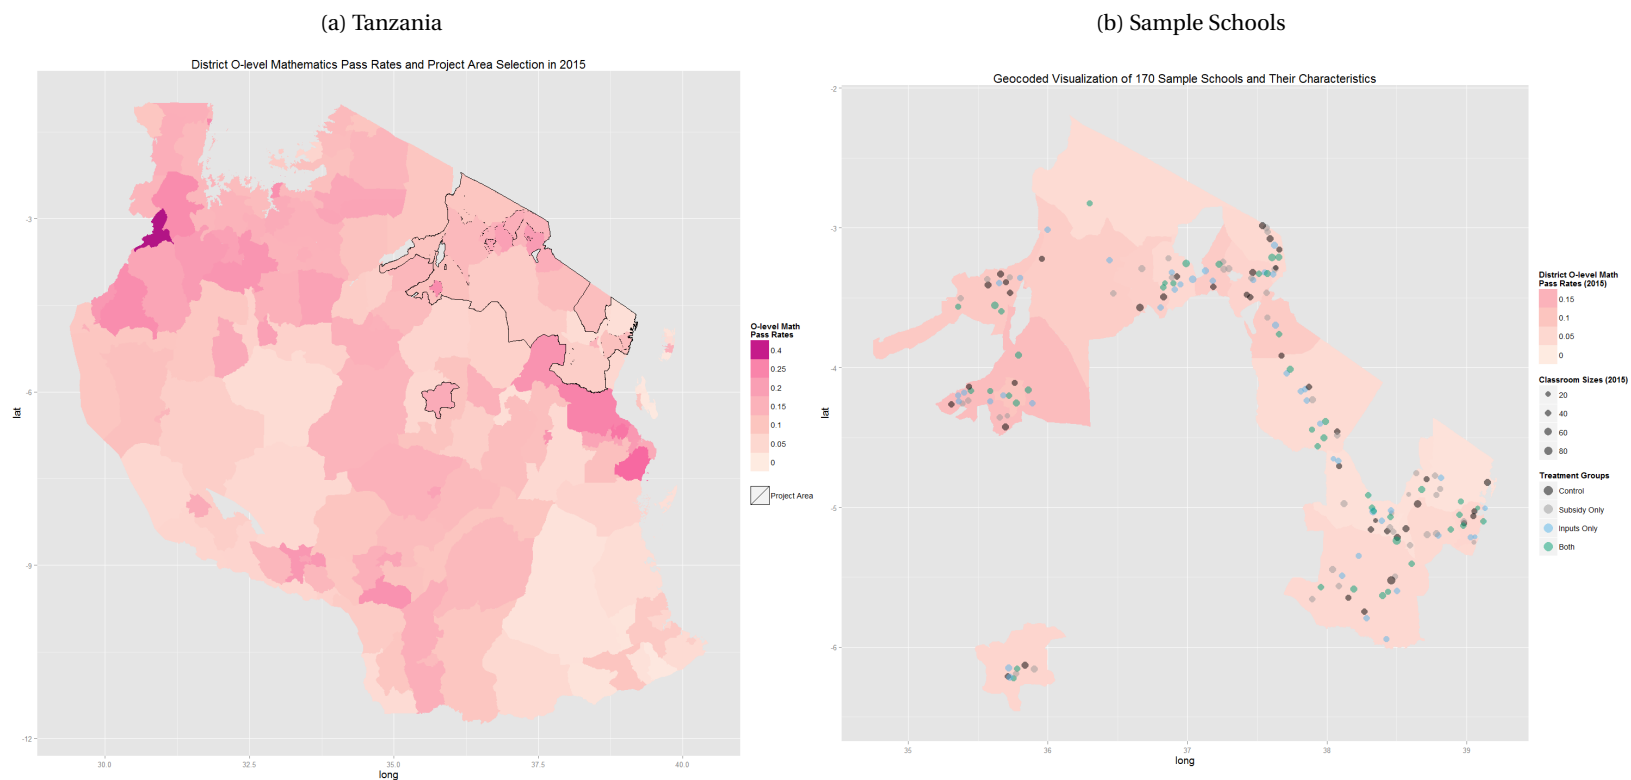 (a) Tanzania
District O-level Mathematics Pass Rates and Project Area Selection in 2015
-3
-6
-9
-12
lat
30.0
32.5
35.0
37.5
40.0
long
O-level Math
Pass Rates
0.4
0.25
0.2
0.15
0.1
0.05
0
Project Area
(b) Sample Schools
Geocoded Visualization of 170 Sample Schools and Their Characteristics
-2
-3
-4
-5
-6
lat
35
36
37
38
39
long
District O-level Math
Pass Rates (2015)
0.15
0.1
0.05
0
Classroom Sizes (2015)
20
40
60
80
Treatment Groups
Control
Subsidy Only
Inputs Only
Both